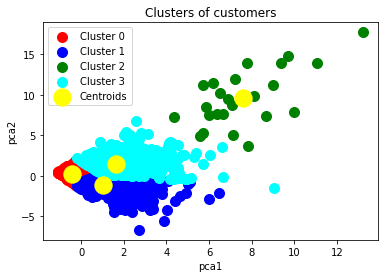 Clusters of customers
Cluster 0
Cluster 1
Cluster 2
Cluster 3
Centroids
pca2
15
10
5
0
−5
0 2 4 6 8 10 12
pca1